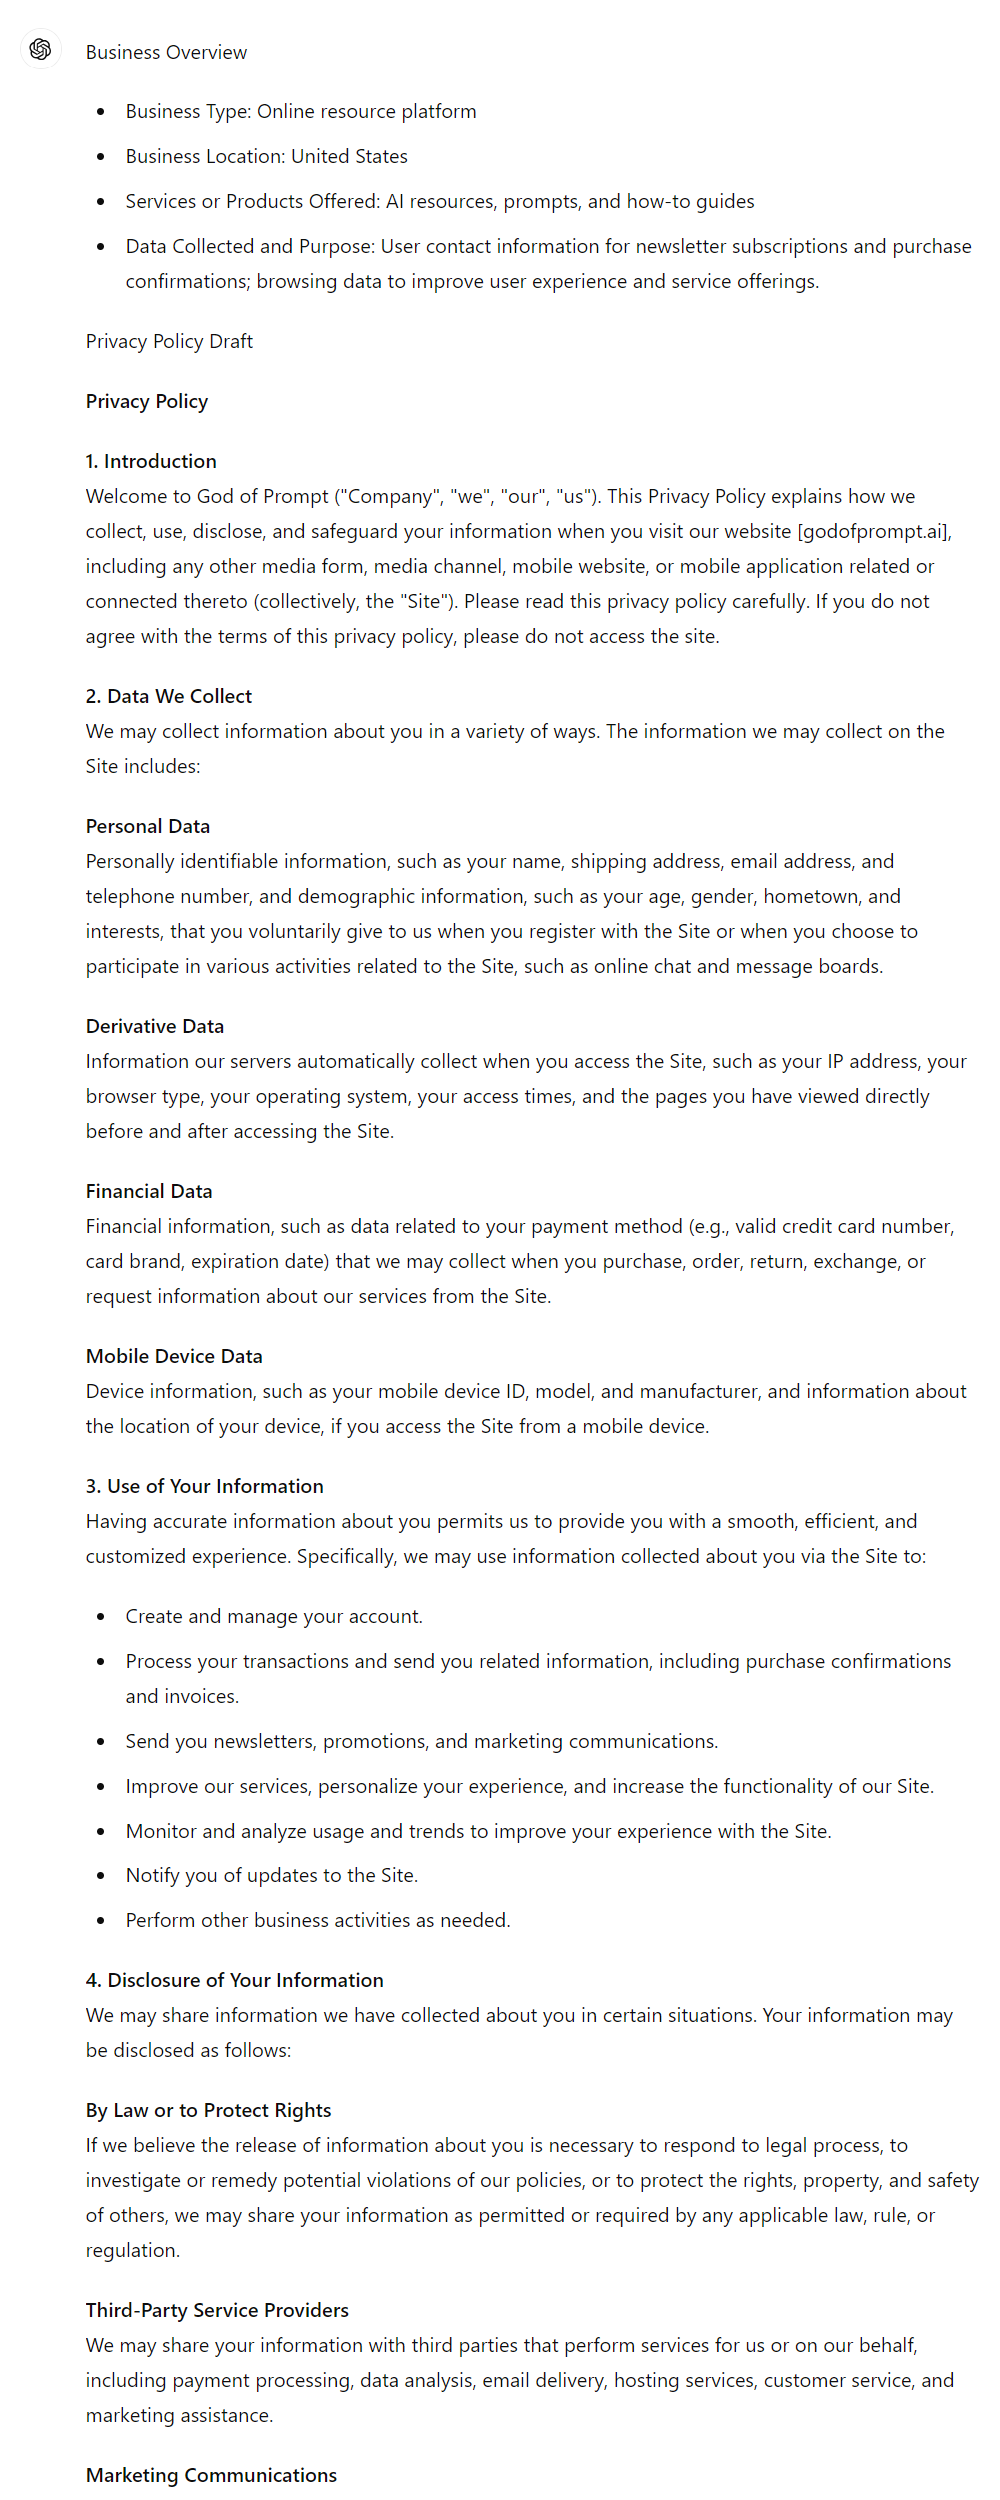 Business Overview
Business Type: Online resource platform
Business Location: United States
Services or Products Offered: AI resources, prompts, and how-to guides
Data Collected and Purpose: User contact information for newsletter subscriptions and purchase
confirmations; browsing data to improve user experience and service offerings.
Privacy Policy Draft
Privacy Policy
1. Introduction
Welcome to God of Prompt ("Company", "we", "our", "us"). This Privacy Policy explains how we
collect, use, disclose, and safeguard your information when you visit our website [godofprompt.ai],
including any other media form, media channel, mobile website, or mobile application related or
connected thereto (collectively, the "Site"). Please read this privacy policy carefully. If you do not
agree with the terms of this privacy policy, please do not access the site.
2. Data We Collect
We may collect information about you in a variety of ways. The information we may collect on the
Site includes:
Personal Data
Personally identifiable information, such as your name, shipping address, email address, and
telephone number, and demographic information, such as your age, gender, hometown, and
interests, that you voluntarily give to us when you register with the Site or when you choose to
participate in various activities related to the Site, such as online chat and message boards.
Derivative Data
Information our servers automatically collect when you access the Site, such as your IP address, your
browser type, your operating system, your access times, and the pages you have viewed directly
before and after accessing the Site.
Financial Data
Financial information, such as data related to your payment method (e.g., valid credit card number,
card brand, expiration date) that we may collect when you purchase, order, return, exchange, or
request information about our services from the Site.
Mobile Device Data
Device information, such as your mobile device ID, model, and manufacturer, and information about
the location of your device, if you access the Site from a mobile device.
3. Use of Your Information
Having accurate information about you permits us to provide you with a smooth, efficient, and
customized experience. Specifically, we may use information collected about you via the Site to:
Create and manage your account.
Process your transactions and send you related information, including purchase confirmations
and invoices.
Send you newsletters, promotions, and marketing communications.
Improve our services, personalize your experience, and increase the functionality of our Site.
Monitor and analyze usage and trends to improve your experience with the Site.
Notify you of updates to the Site.
Perform other business activities as needed.
4. Disclosure of Your Information
We may share information we have collected about you in certain situations. Your information may
be disclosed as follows:
By Law or to Protect Rights
If we believe the release of information about you is necessary to respond to legal process, to
investigate or remedy potential violations of our policies, or to protect the rights, property, and safety
of others, we may share your information as permitted or required by any applicable law, rule, or
regulation.
Third-Party Service Providers
We may share your information with third parties that perform services for us or on our behalf,
including payment processing, data analysis, email delivery, hosting services, customer service, and
marketing assistance.
Marketing Communications